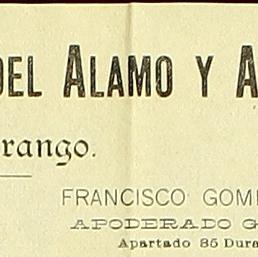 DEL ALAMO Y A
rango.
FRANCISCO GOM
APODERADO G
Apartado 85 Dura